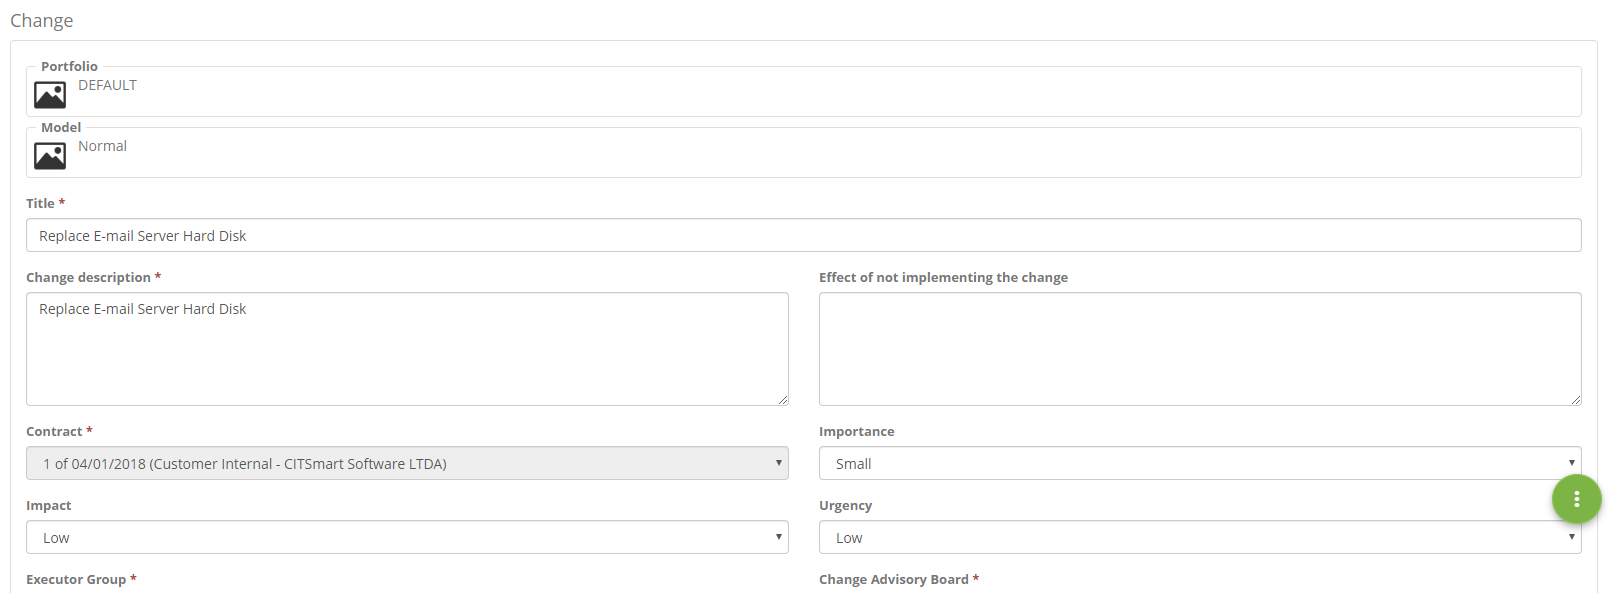 Change
Portfolio
DEFAULT
Model
Normal
Title *
Replace E-mail Server Hard Disk
Change description *
Effect of not implementing the change
Replace E-mail Server Hard Disk
Contract *
Importance
1 of 04/01/2018 (Customer Internal - CITSmart Software LTDA)
Small
Impact
Urgency
Low
Low
Executor Group *
Change Advisory Board *